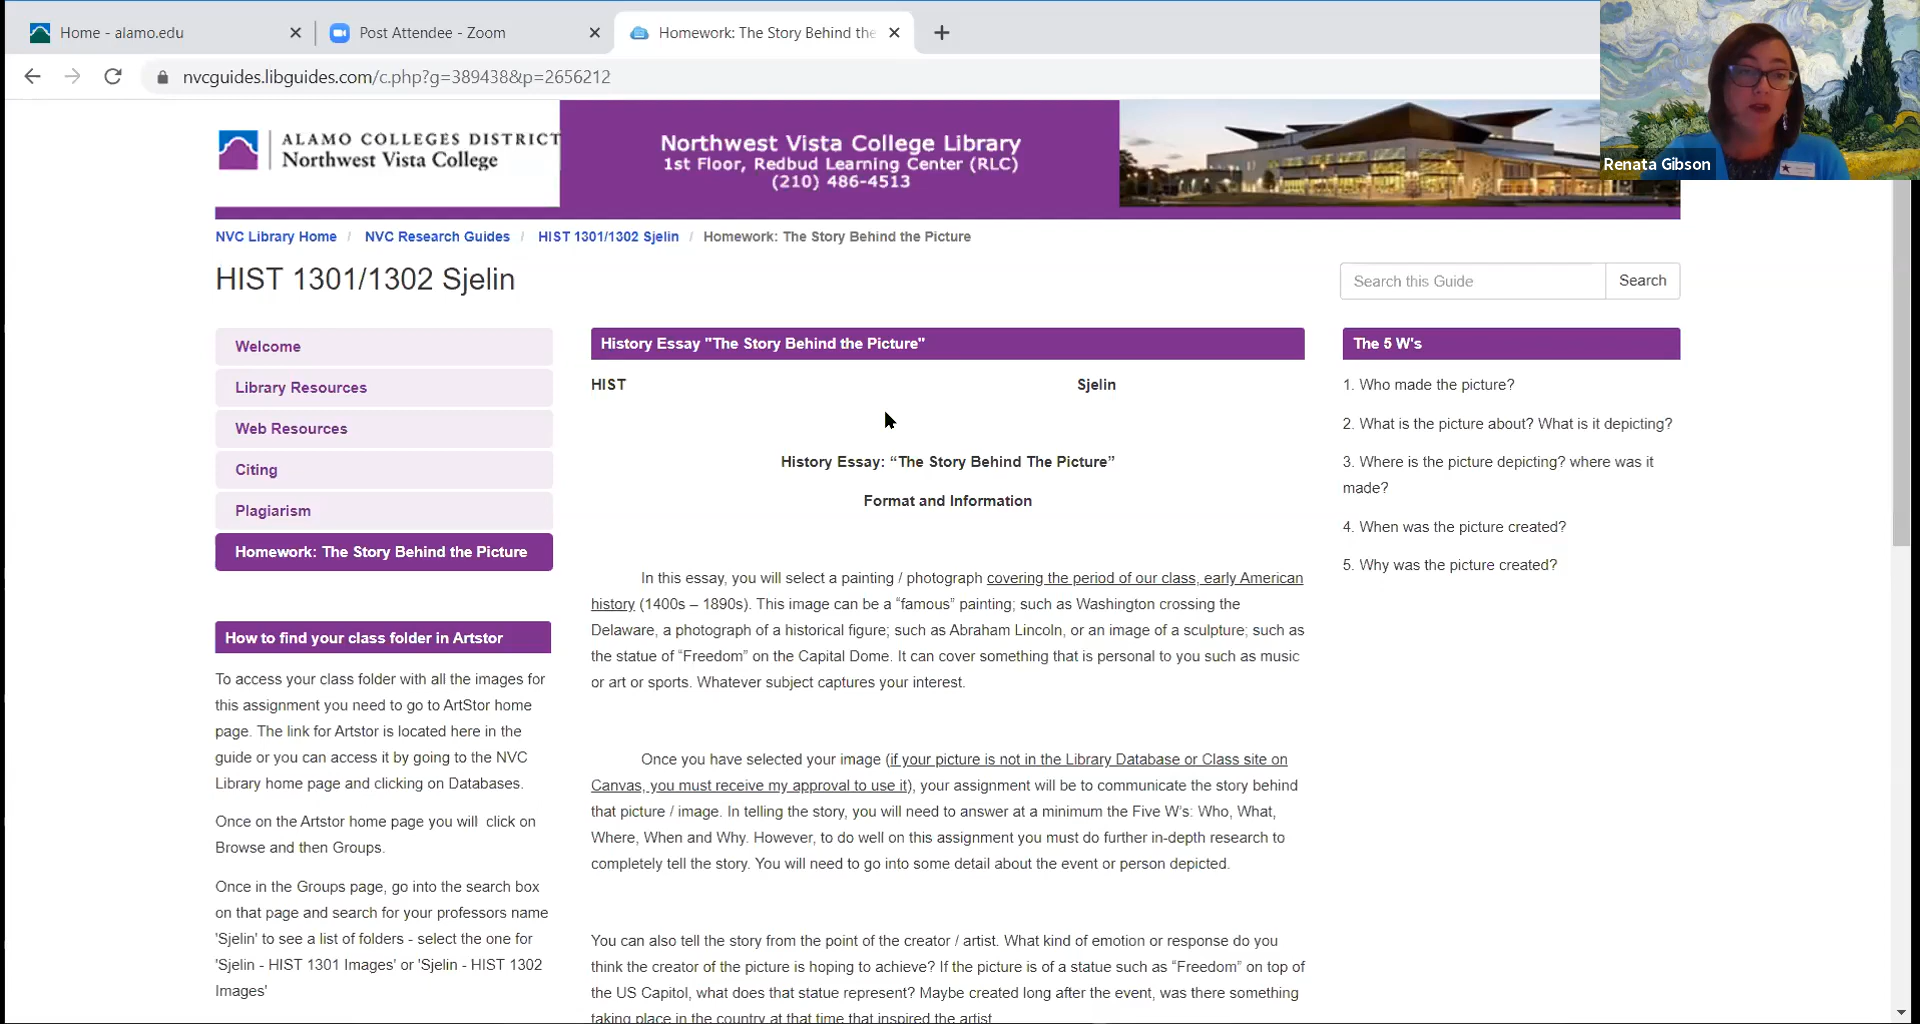 Home - alamo.edu
Post Attendee - Zoom
Homework: The Story Behind the
nvcguides.libguides.com/c.php?g=389438&p=2656212
ALAMO COLLEGES DISTRICT
Northwest Vista College
Northwest Vista College Library
1st Floor, Redbud Learning Center (RLC)
(210) 486-4513
Renata Gibson
NVC Library Home / NVC Research Guides / HIST 1301/1302 Sjelin / Homework: The Story Behind the Picture
HIST 1301/1302 Sjelin
Search this Guide
Search
Welcome
Library Resources
Web Resources
Citing
Plagiarism
Homework: The Story Behind the Picture
How to find your class folder in Artstor
To access your class folder with all the images for
this assignment you need to go to ArtStor home
page. The link for Artstor is located here in the
guide or you can access it by going to the NVC
Library home page and clicking on Databases.
Once on the Artstor home page you will click on
Browse and then Groups.
Once in the Groups page, go into the search box
on that page and search for your professors name
'Sjelin' to see a list of folders - select the one for
'Sjelin - HIST 1301 Images' or 'Sjelin - HIST 1302
Images'
History Essay "The Story Behind the Picture"
HIST Sjelin
History Essay: “The Story Behind The Picture”
Format and Information
In this essay, you will select a painting / photograph covering the period of our class, early American
history (1400s – 1890s). This image can be a “famous” painting; such as Washington crossing the
Delaware, a photograph of a historical figure; such as Abraham Lincoln, or an image of a sculpture; such as
the statue of “Freedom” on the Capital Dome. It can cover something that is personal to you such as music
or art or sports. Whatever subject captures your interest.
Once you have selected your image (if your picture is not in the Library Database or Class site on
Canvas, you must receive my approval to use it), your assignment will be to communicate the story behind
that picture / image. In telling the story, you will need to answer at a minimum the Five W’s: Who, What,
Where, When and Why. However, to do well on this assignment you must do further in-depth research to
completely tell the story. You will need to go into some detail about the event or person depicted.
You can also tell the story from the point of the creator / artist. What kind of emotion or response do you
think the creator of the picture is hoping to achieve? If the picture is of a statue such as “Freedom” on top of
the US Capitol, what does that statue represent? Maybe created long after the event, was there something
taking place in the country at that time that inspired the artist
The 5 W's
1. Who made the picture?
2. What is the picture about? What is it depicting?
3. Where is the picture depicting? where was it
made?
4. When was the picture created?
5. Why was the picture created?